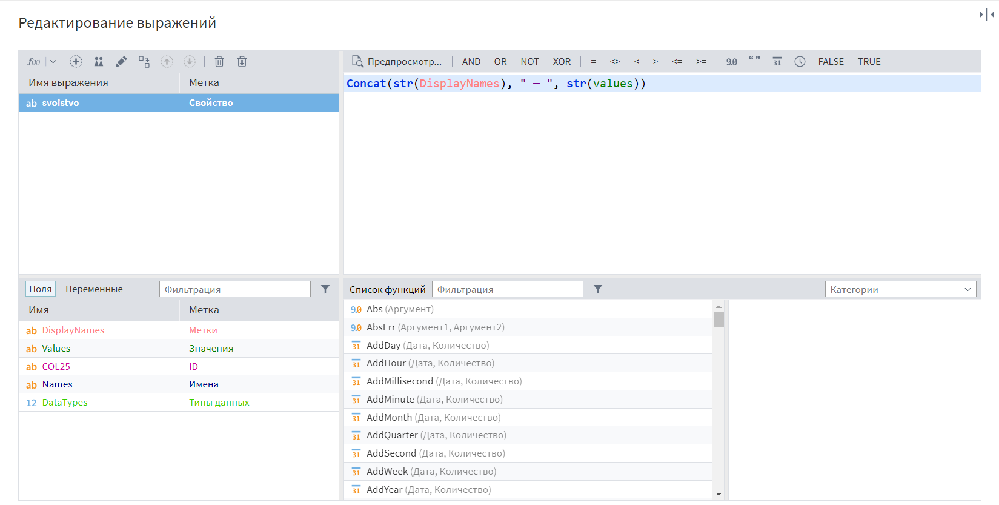 Редактирование выражений
f(x)
Предпросмотр... AND OR NOT XOR = <> < > <= >= 9.0 “ ” 31 FALSE TRUE
Имя выражения Метка
Concat(str(DisplayNames), " — ", str(values))
ab svoistvo Свойство
Поля Переменные Фильтрация
Список функций Фильтрация Категории
Имя Метка
ab DisplayNames Метки
ab Values Значения
ab COL25 ID
ab Names Имена
12 DataTypes Типы данных
9.0 Abs (Аргумент)
9.0 AbsErr (Аргумент1, Аргумент2)
31 AddDay (Дата, Количество)
31 AddHour (Дата, Количество)
31 AddMillisecond (Дата, Количество)
31 AddMinute (Дата, Количество)
31 AddMonth (Дата, Количество)
31 AddQuarter (Дата, Количество)
31 AddSecond (Дата, Количество)
31 AddWeek (Дата, Количество)
31 AddYear (Дата, Количество)